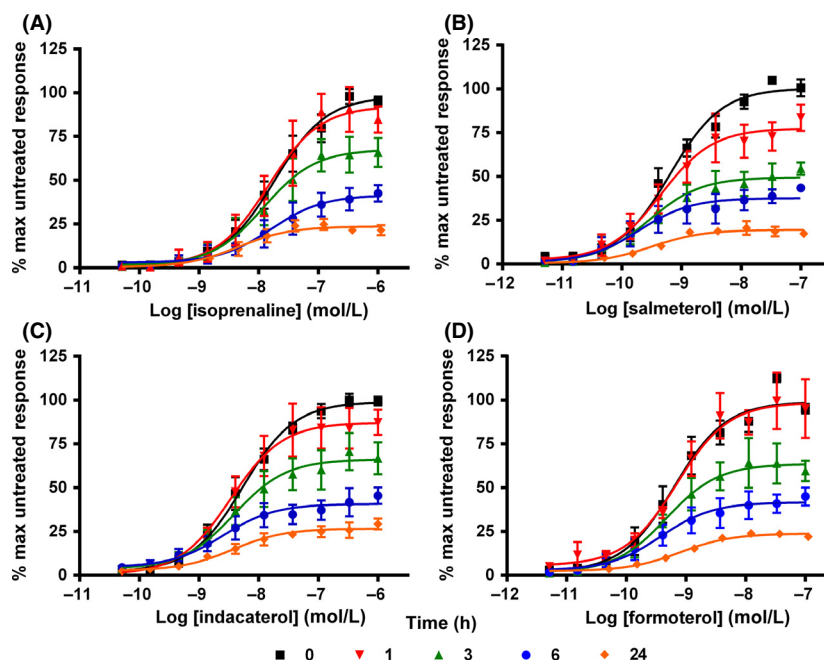 (A)
% max untreated response
125
100
75
50
25
0
−11 −10 −9 −8 −7 −6
Log [isoprenaline] (mol/L)
(B)
% max untreated response
125
100
75
50
25
0
−12 −11 −10 −9 −8 −7
Log [salmeterol] (mol/L)
(C)
% max untreated response
125
100
75
50
25
0
−11 −10 −9 −8 −7 −6 −5
Log [indacaterol] (mol/L)
(D)
% max untreated response
125
100
75
50
25
0
−12 −11 −10 −9 −8 −7
Log [formoterol] (mol/L)
Time (h)
0 1 3 6 24